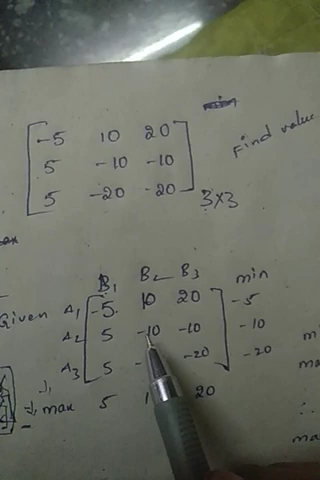 -5 10 20
5 -10 -10
5 -20 -20
3×3
Find value
B1 B2 B3 min
Given A1 -5 10 20 -5
A2 5 -10 -10 -10
A3 5 - -20 -20
max 5 1 20